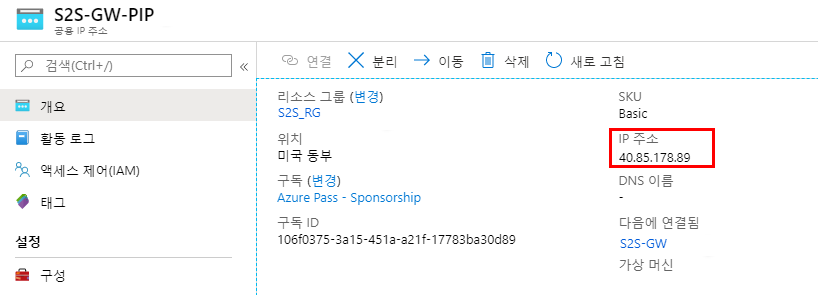 S2S-GW-PIP
공용 IP 주소
검색(Ctrl+/)
개요
활동 로그
액세스 제어(IAM)
태그
설정
구성
연결 분리 이동 삭제 새로 고침
리소스 그룹 (변경)
S2S_RG
위치
미국 동부
구독 (변경)
Azure Pass - Sponsorship
구독 ID
106f0375-3a15-451a-a21f-17783ba30d89
SKU
Basic
IP 주소
40.85.178.89
DNS 이름
-
다음에 연결됨
S2S-GW
가상 머신